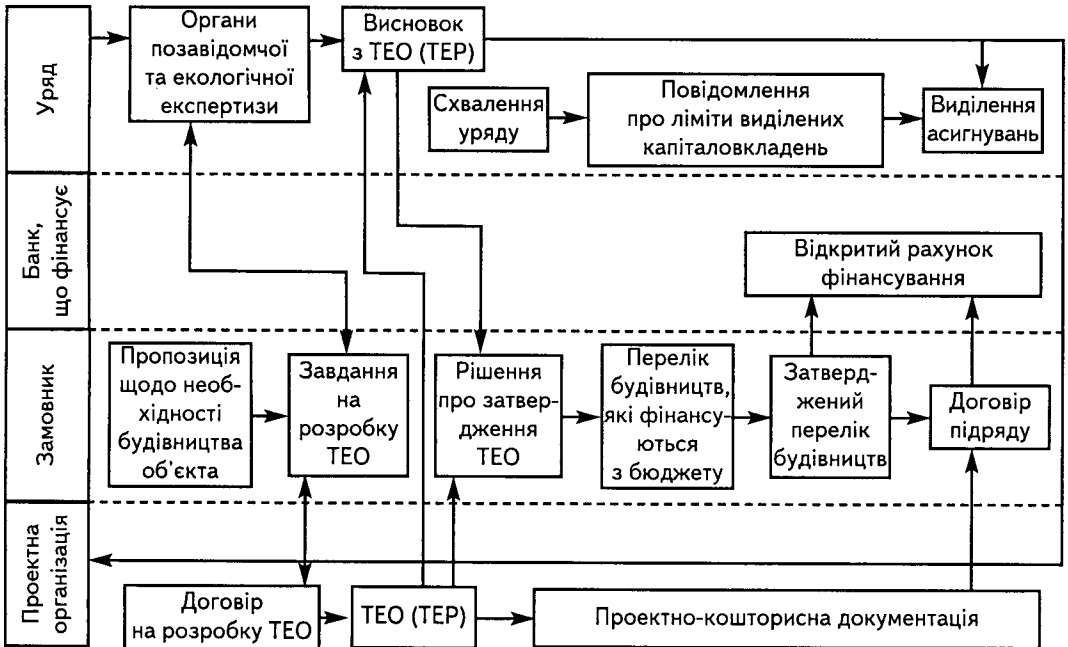 Уряд
Органи
позавідомчої
та екологічної
експертизи
Висновок
з ТЕО (ТЕР)
Схвалення
уряду
Повідомлення
про ліміти виділених
капіталовкладень
Виділення
асигнувань
Банк,
що фінансує
Відкритий рахунок
фінансування
Замовник
Пропозиція
щодо необ-
хідності
будівництва
об'єкта
Завдання
на
розробку
ТЕО
Рішення
про затвер-
дження
ТЕО
Перелік
будівництв,
які фінансу-
ються
з бюджету
Затверд-
жений
перелік
будівництв
Договір
підряду
Проектна
організація
Договір
на розробку ТЕО
ТЕО (ТЕР)
Проектно-кошторисна документація